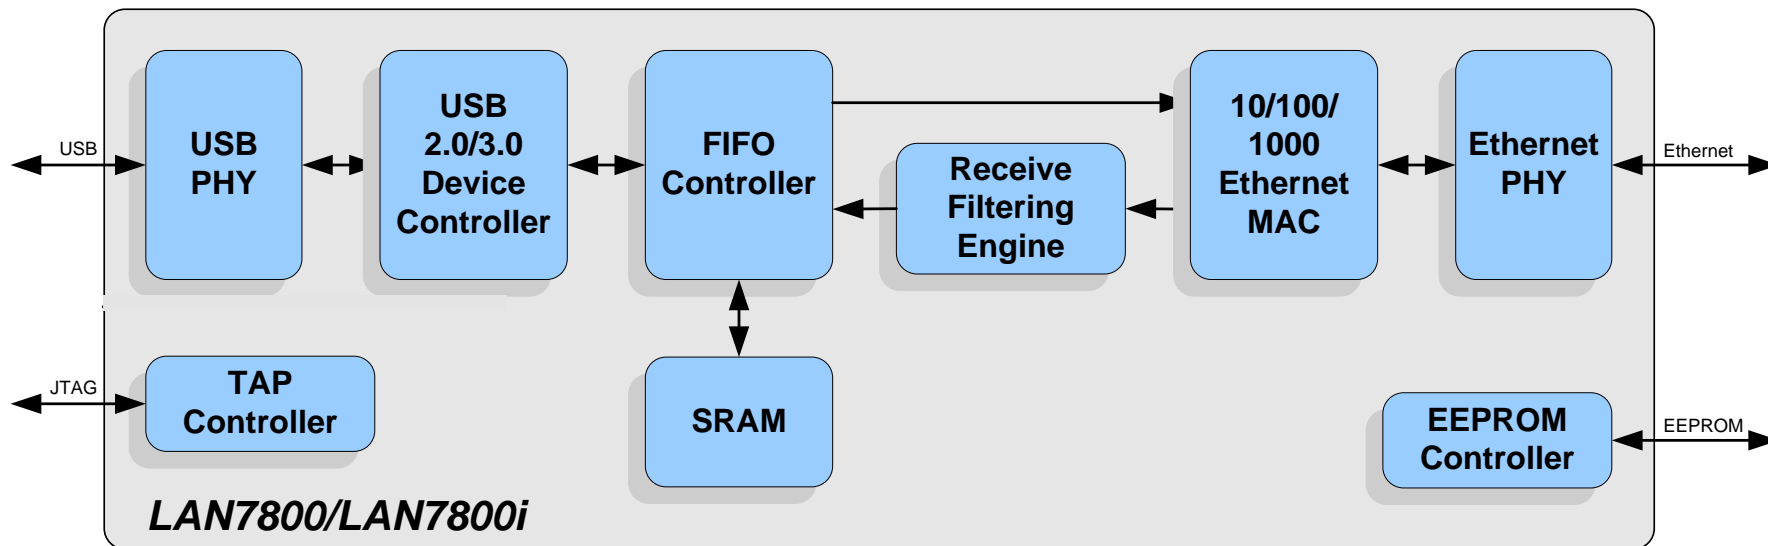 USB
USB
PHY
USB
2.0/3.0
Device
Controller
FIFO
Controller
Receive
Filtering
Engine
10/100/
1000
Ethernet
MAC
Ethernet
PHY
Ethernet
JTAG
TAP
Controller
SRAM
EEPROM
Controller
EEPROM
LAN7800/LAN7800i